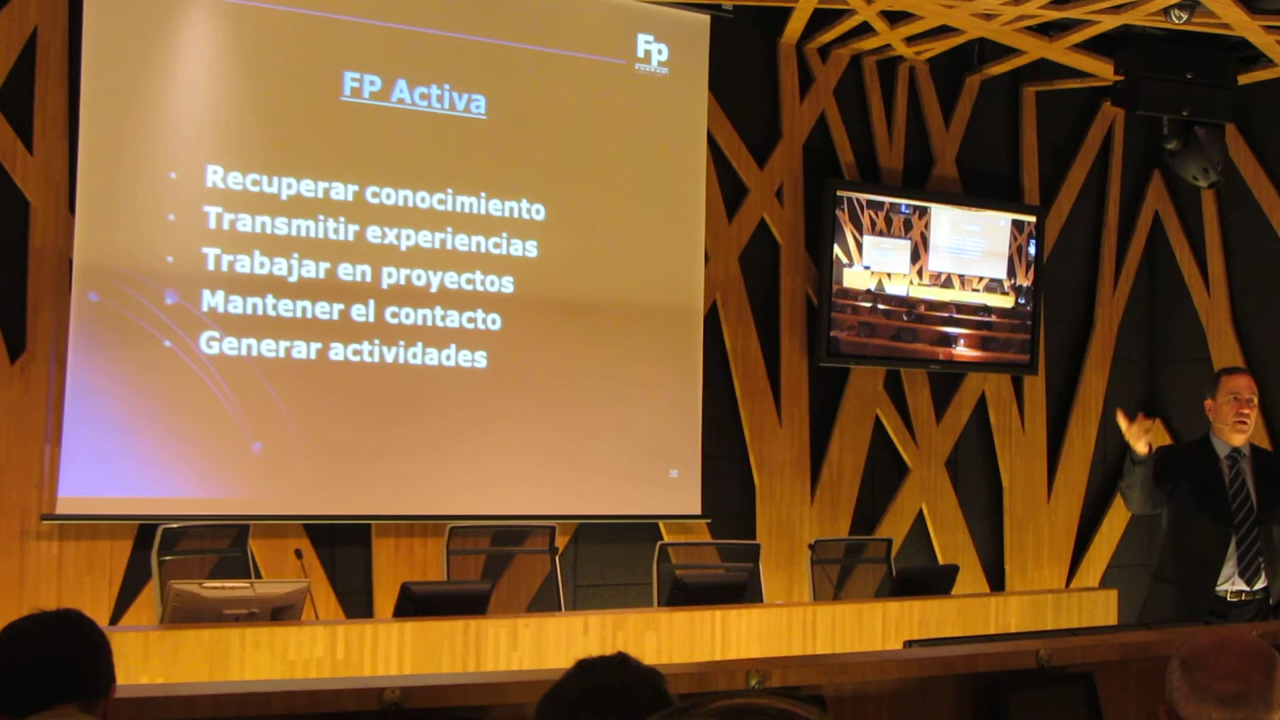 Fp
FP Activa
Recuperar conocimiento
Transmitir experiencias
Trabajar en proyectos
Mantener el contacto
Generar actividades